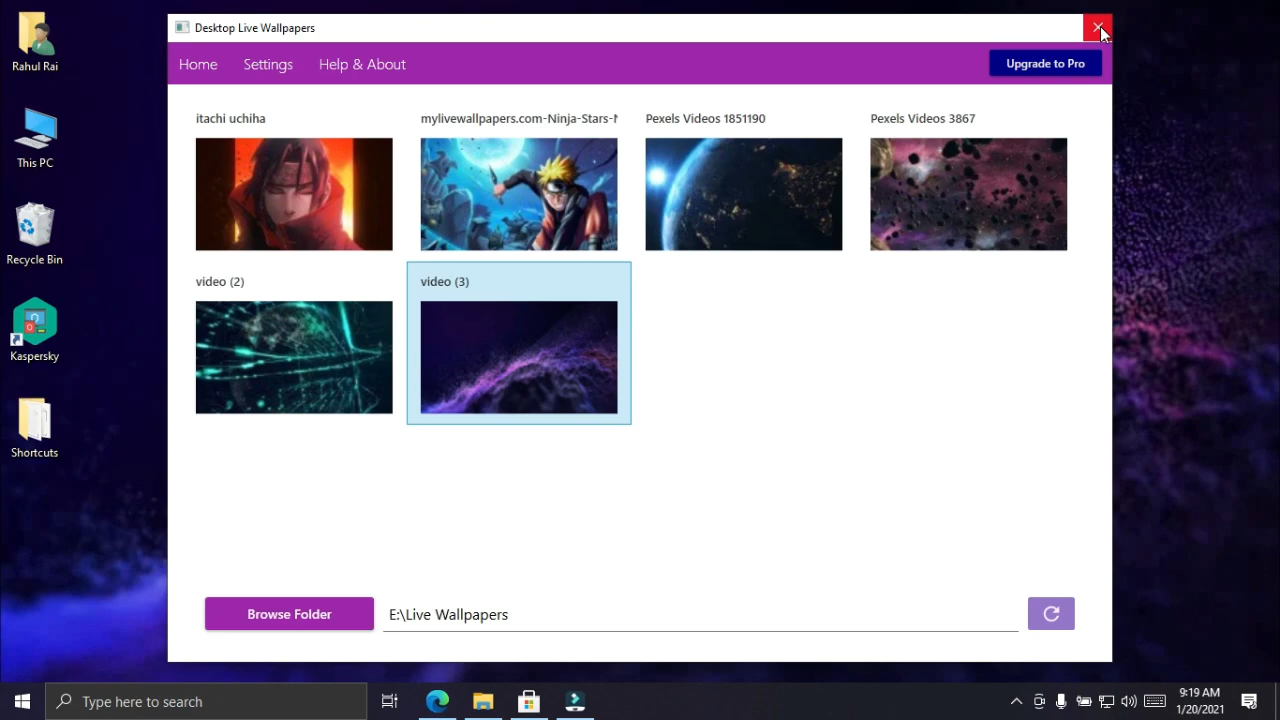 Rahul Rai
This PC
Recycle Bin
Kaspersky
Shortcuts
Desktop Live Wallpapers
Home
Settings
Help & About
Upgrade to Pro
itachi uchiha
mylivewallpapers.com-Ninja-Stars-
Pexels Videos 1851190
Pexels Videos 3867
video (2)
video (3)
Browse Folder
E:\Live Wallpapers
Type here to search
9:19 AM
1/20/2021